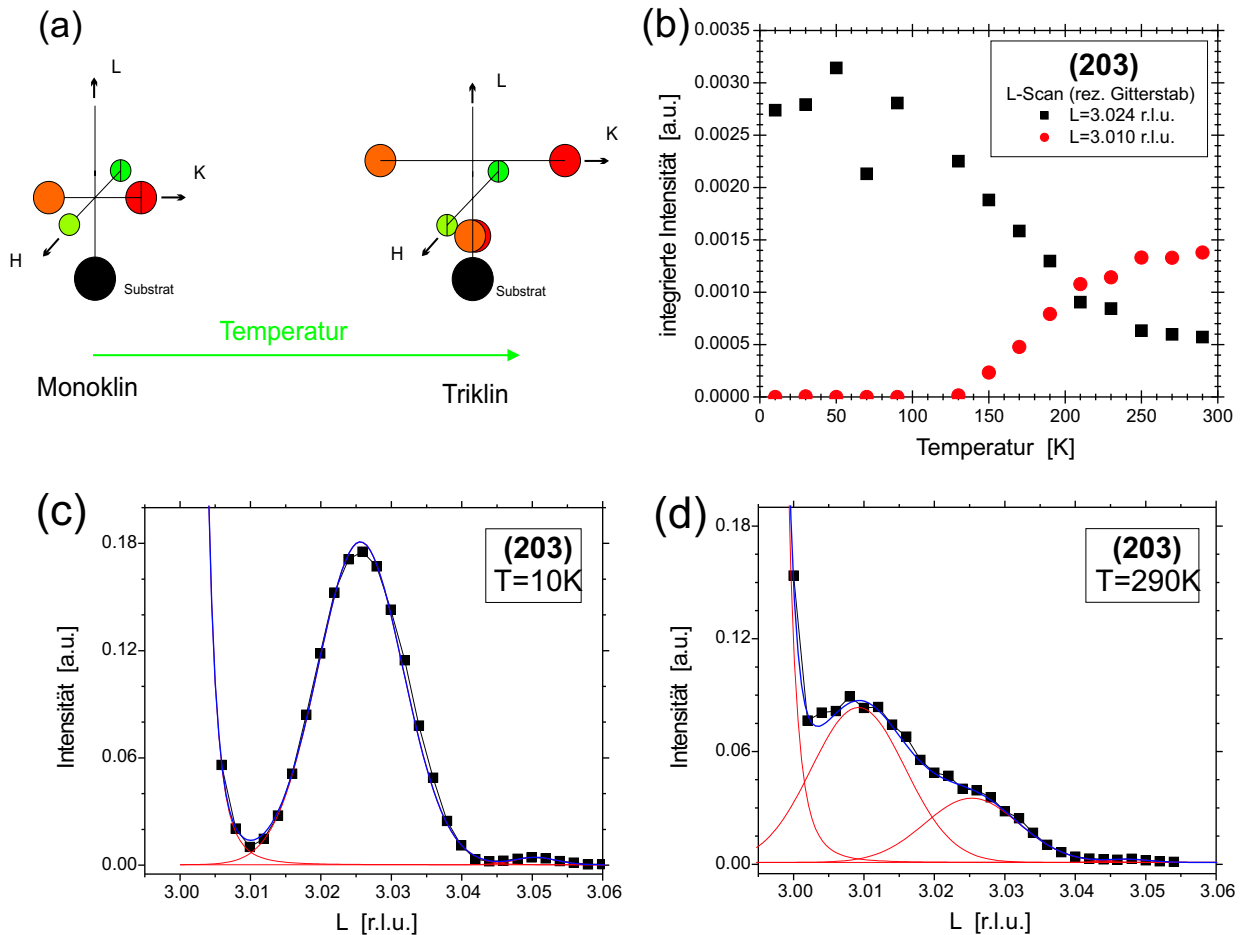 (a)
L
K
H
Substrat
L
K
H
Substrat
Temperatur
Monoklin
Triklin
(b)
integrierte Intensität [a.u.]
0.0035
0.0030
0.0025
0.0020
0.0015
0.0010
0.0005
0.0000
(203)
L-Scan (rez. Gitterstab)
L=3.024 r.l.u.
L=3.010 r.l.u.
0 50 100 150 200 250 300
Temperatur [K]
(c)
Intensität [a.u.]
0.18
0.12
0.06
0.00
(203)
T=10K
3.00 3.01 3.02 3.03 3.04 3.05 3.06
L [r.l.u.]
(d)
Intensität [a.u.]
0.18
0.12
0.06
0.00
(203)
T=290K
3.00 3.01 3.02 3.03 3.04 3.05 3.06
L [r.l.u.]